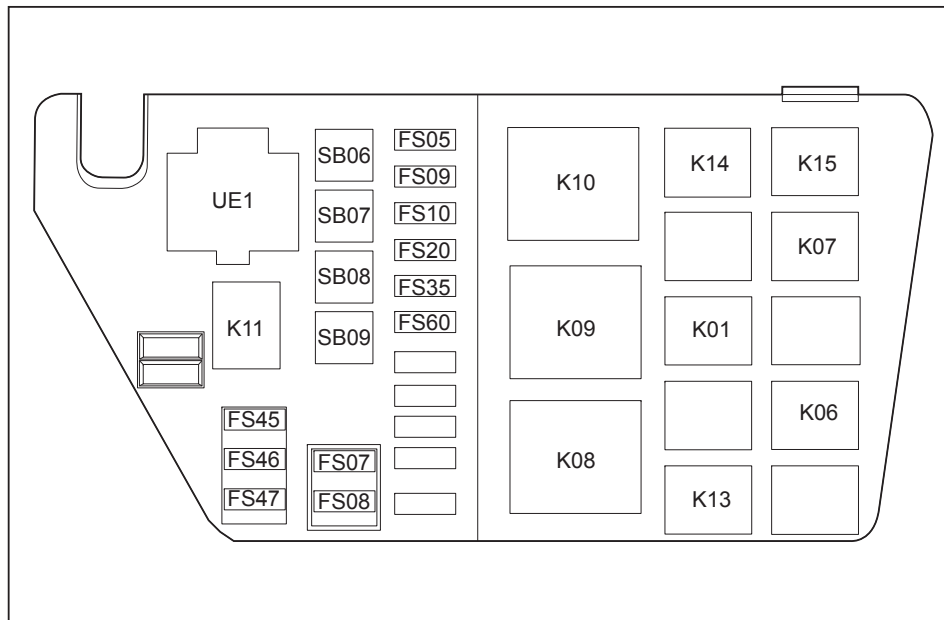 UE1
K11
FS45
FS46
FS47
SB06
SB07
SB08
SB09
FS07
FS08
FS05
FS09
FS10
FS20
FS35
FS60
K10
K09
K08
K14
K01
K13
K15
K07
K06